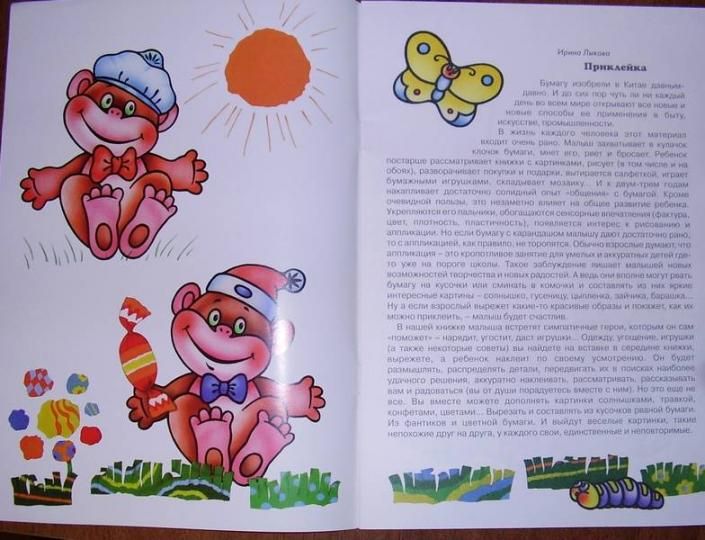 Ирина Лыкова
Приклейка
Бумагу изобрели в Китае давным-
давно. И до сих пор чуть ли ни каждый
день во всем мире открывают все новые и
новые способы ее применения в быту,
искусстве, промышленности.
В жизнь каждого человека этот материал
входит очень рано. Малыш захватывает в кулачок
клочок бумаги, мнет его, рвет и бросает. Ребенок
постарше рассматривает книжки с картинками, рисует (в том числе и на
обоях), разворачивает покупки и подарки, вытирается салфеткой, играет
бумажными игрушками, складывает мозаику... И к двум-трем годам
накапливает достаточно солидный опыт «общения» с бумагой. Кроме
очевидной пользы, это незаметно влияет на общее развитие ребенка.
Укрепляются его пальчики, обогащаются сенсорные впечатления (фактура,
цвет, плотность, пластичность), появляется интерес к рисованию и
аппликации. Но если бумагу с карандашом малышу дают достаточно рано,
то с аппликацией, как правило, не торопятся. Обычно взрослые думают, что
аппликация – это кропотливое занятие для умелых и аккуратных детей где-
то уже на пороге школы. Такое заблуждение лишает малышей новых
возможностей творчества и новых радостей. А ведь они вполне могут рвать
бумагу на кусочки или сминать в комочки и составлять из них яркие
интересные картины – солнышко, гусеницу, цыпленка, зайчика, барашка...
Ну а если взрослый вырежет какие-то красивые образы и покажет, как их
можно приклеить, – малыш будет счастлив.
В нашей книжке малыша встретят симпатичные герои, которым он сам
«поможет» – нарядит, угостит, даст игрушки... Одежду, угощение, игрушки
(а также некоторые советы) вы найдете на вставке в середине книжки,
вырежете, а ребенок наклеит по своему усмотрению. Он будет
размышлять, распределять детали, передвигать их в поисках наиболее
удачного решения, аккуратно наклеивать, рассматривать, рассказывать
вам и радоваться (вы от души порадуетесь вместе с ним). Но это еще не
все. Вы вместе можете дополнять картинки солнышками, травкой,
конфетами, цветами... Вырезать и составлять из кусочков рваной бумаги.
Из фантиков и цветной бумаги. И выйдут веселые картинки, такие
непохожие друг на друга, у каждого свои, единственные и неповторимые.